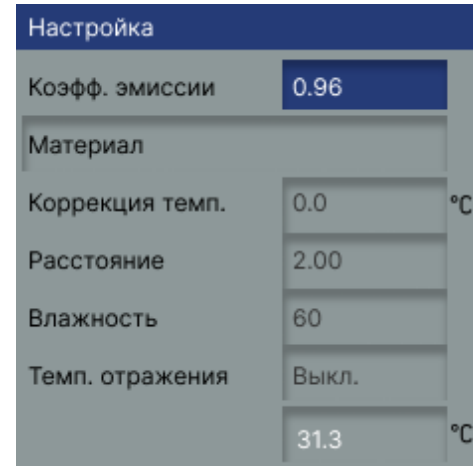 Настройка
Коэфф. эмиссии 0.96
Материал
Коррекция темп. 0.0 °C
Расстояние 2.00
Влажность 60
Темп. отражения Выкл.
31.3 °C